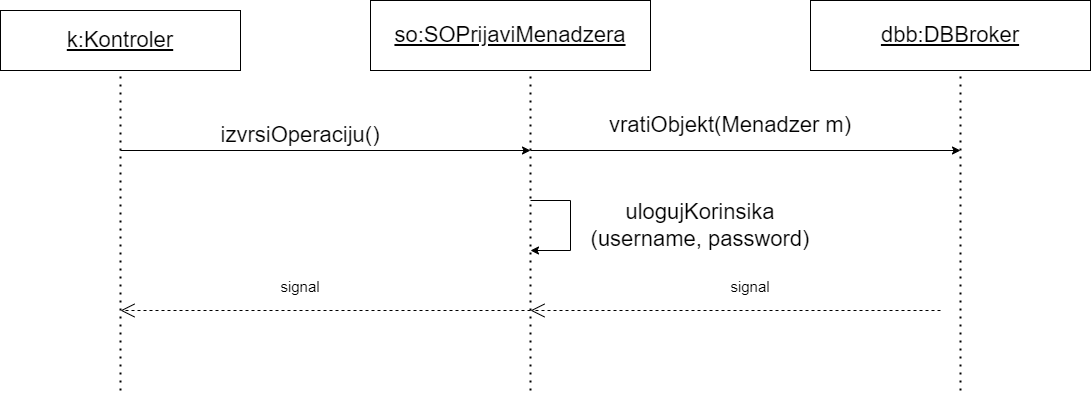 k:Kontroler
so:SOPrijaviMenadzera
dbb:DBBroker
izvrsiOperaciju()
vratiObjekt(Menadzer m)
ulogujKorinsika
(username, password)
signal
signal